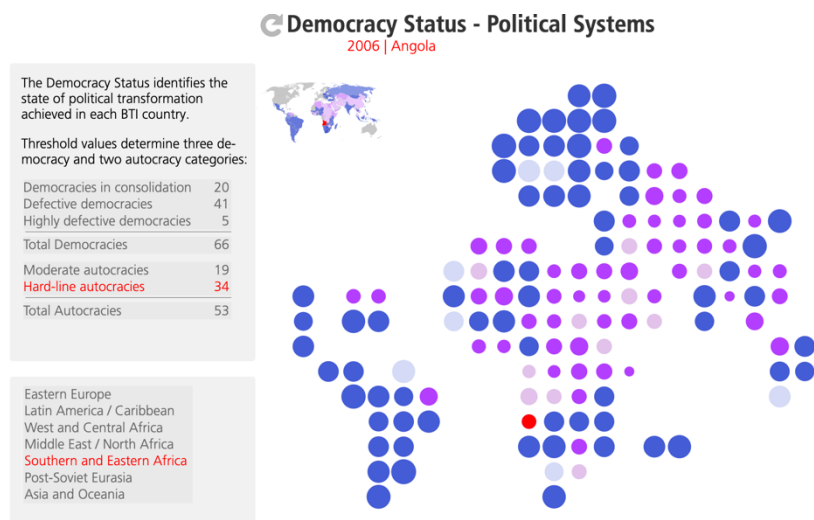 Democracy Status - Political Systems
2006 | Angola
The Democracy Status identifies the
state of political transformation
achieved in each BTI country.
Threshold values determine three de-
mocracy and two autocracy categories:
Democracies in consolidation 20
Defective democracies 41
Highly defective democracies 5
Total Democracies 66
Moderate autocracies 19
Hard-line autocracies 34
Total Autocracies 53
Eastern Europe
Latin America / Caribbean
West and Central Africa
Middle East / North Africa
Southern and Eastern Africa
Post-Soviet Eurasia
Asia and Oceania